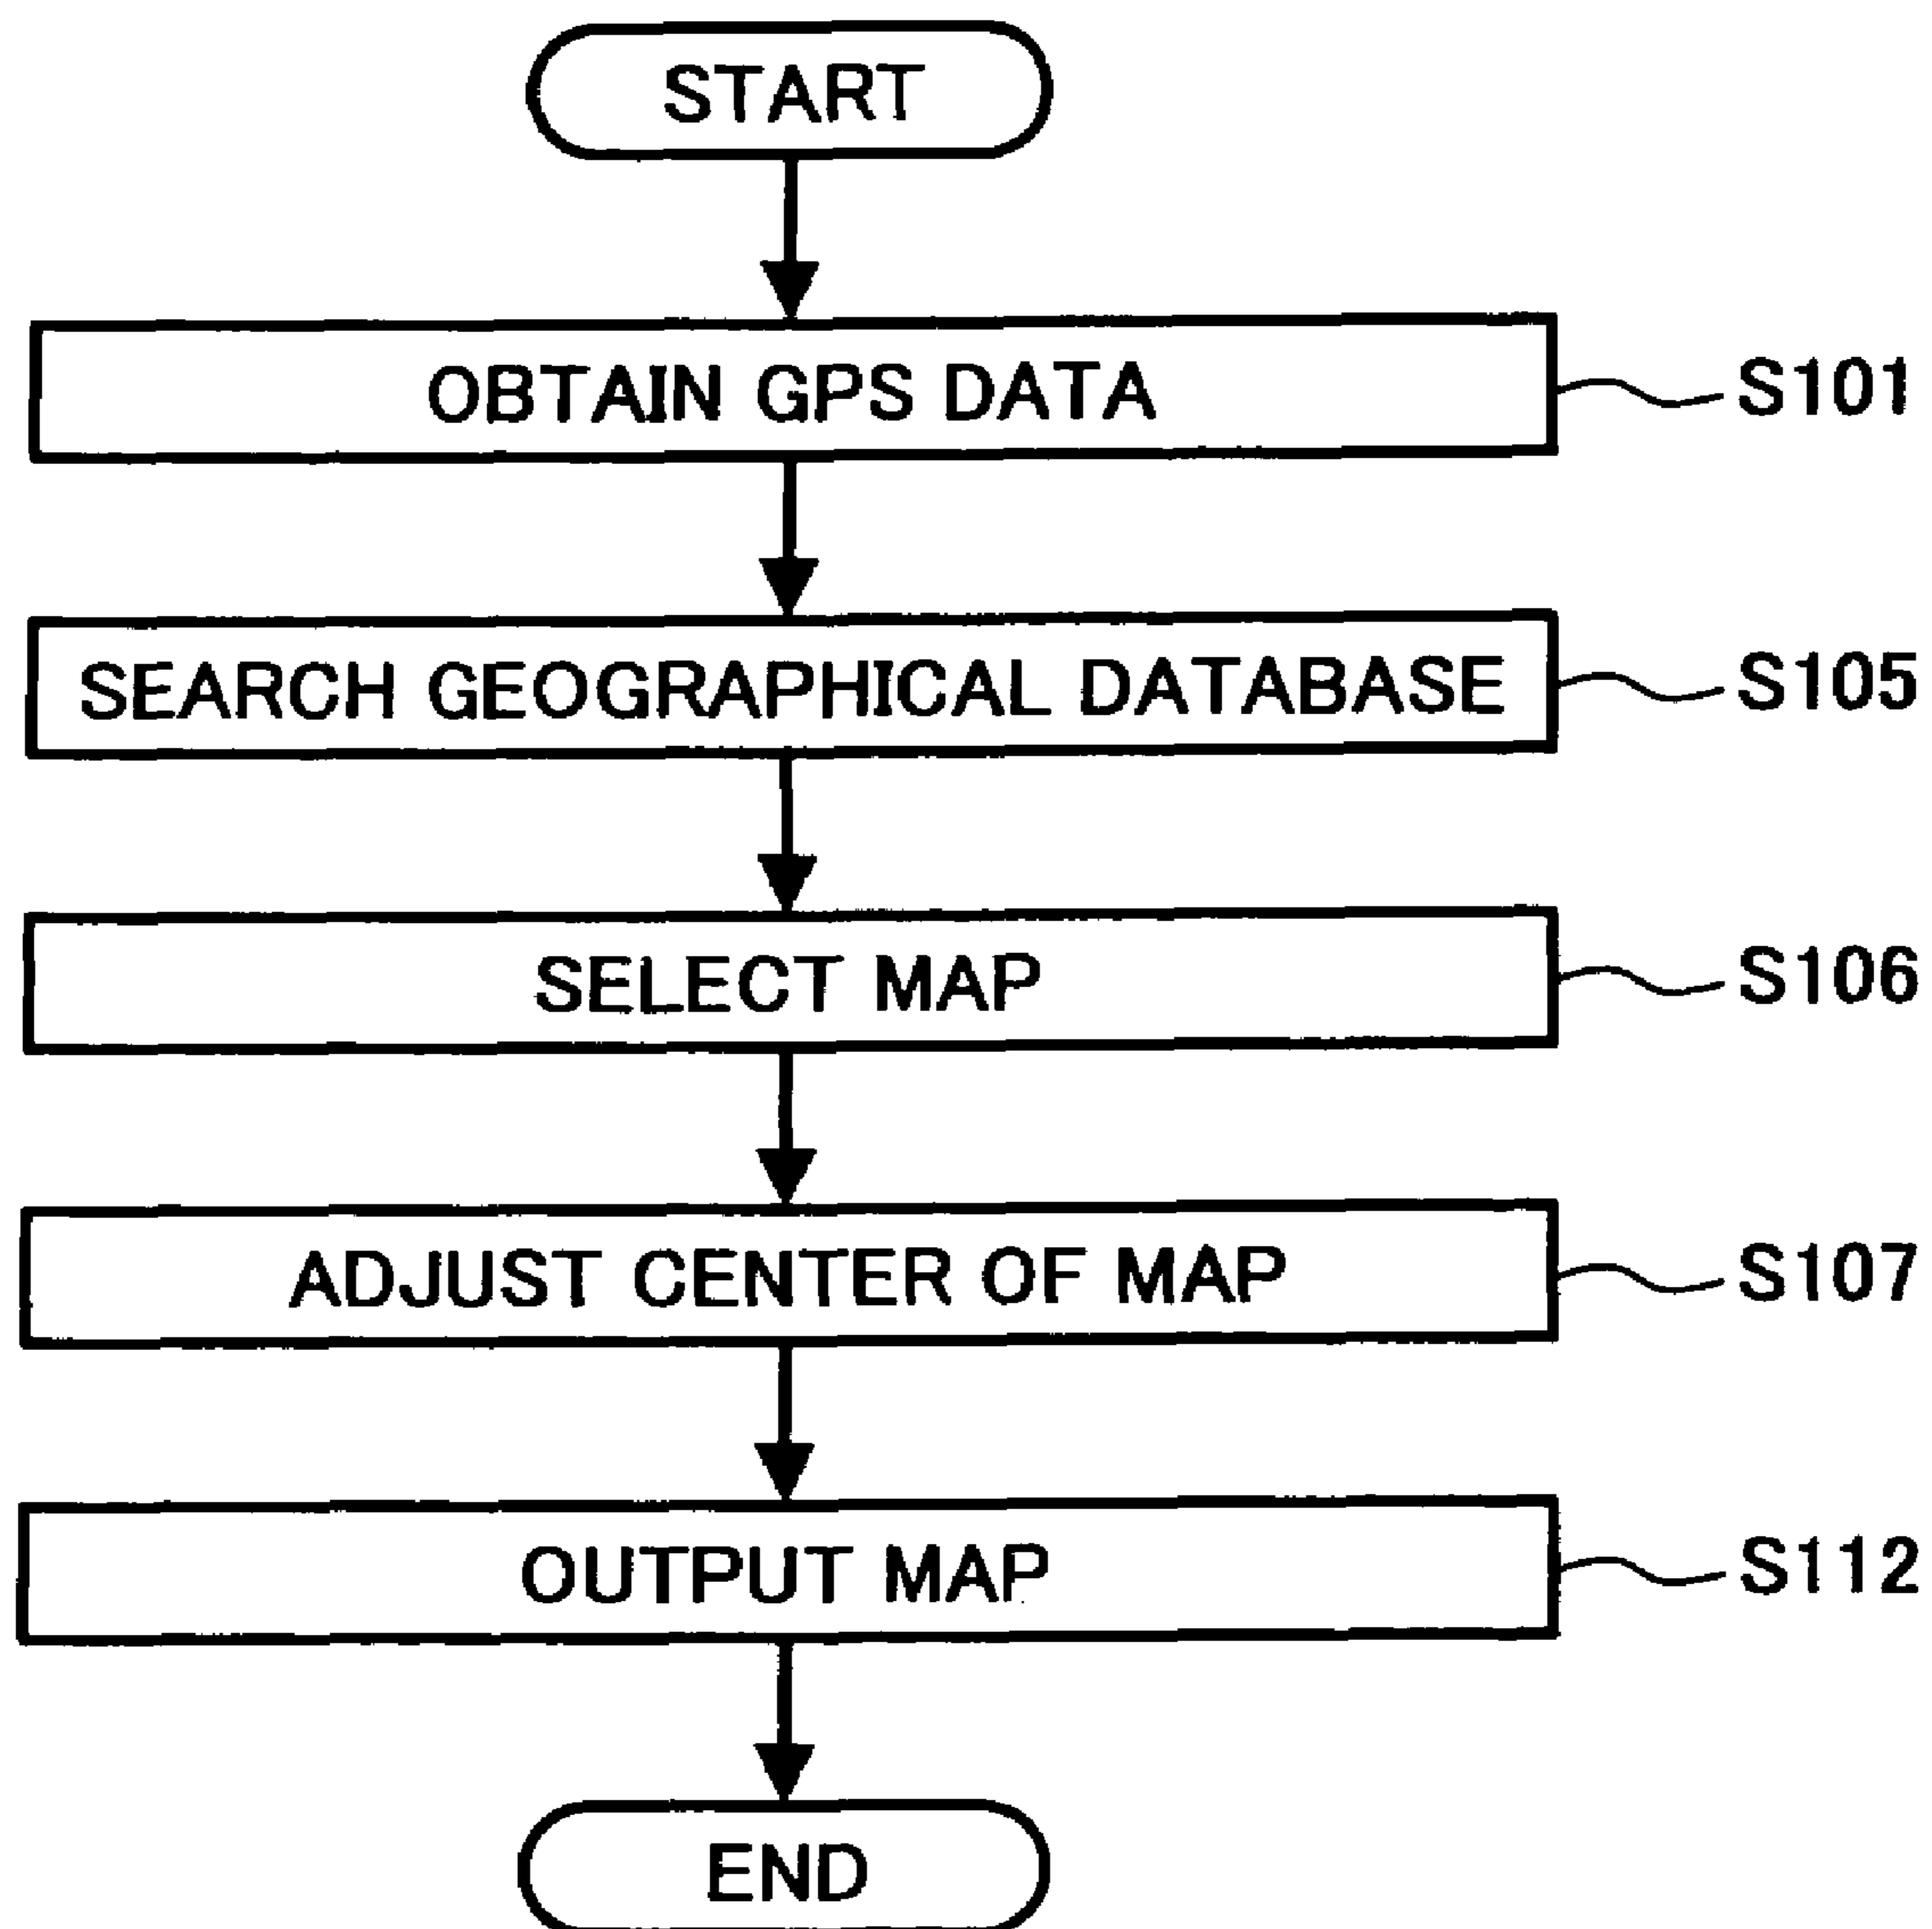 START
OBTAIN GPS DATA S101
SEARCH GEOGRAPHICAL DATABASE S105
SELECT MAP S106
ADJUST CENTER OF MAP S107
OUTPUT MAP S112
END